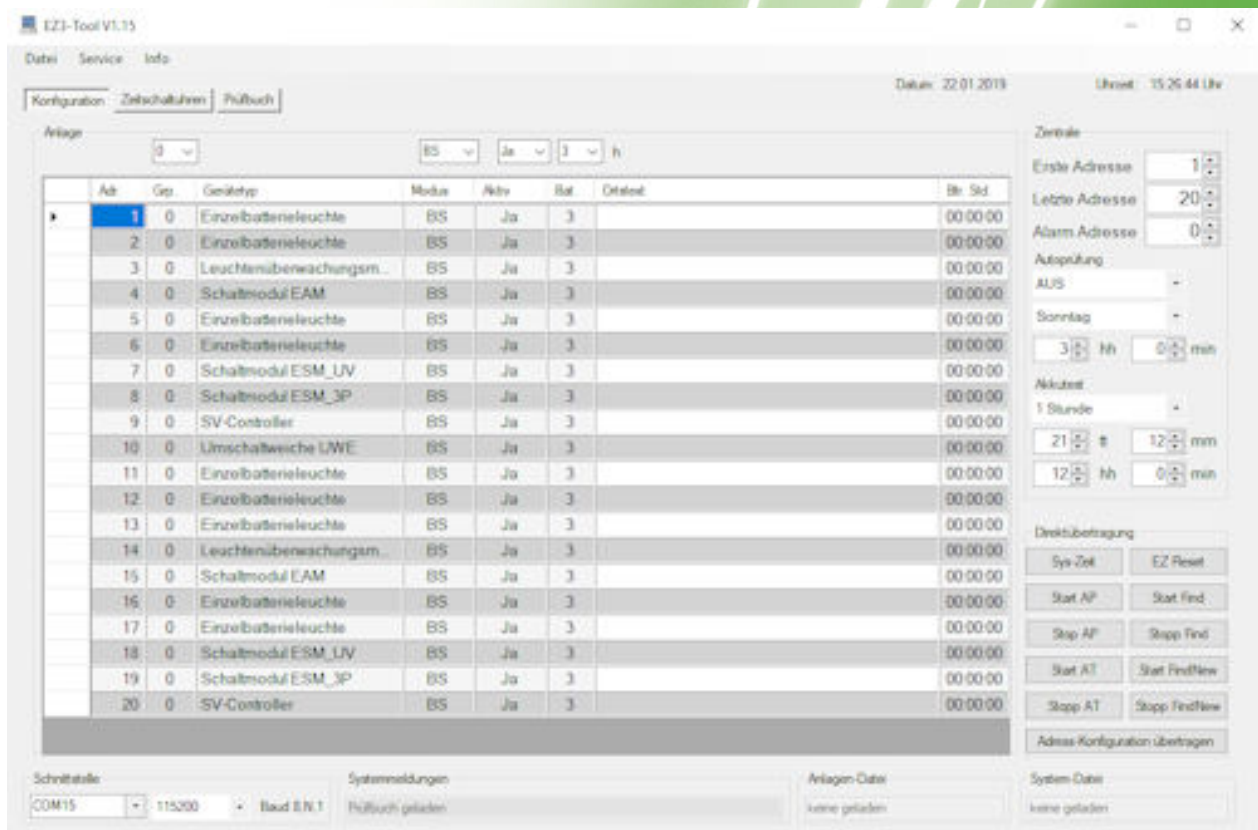 EZ3-Tool V1.15
Datei Service Info
Konfiguration Zeitschaltuhren Prüfbuch
Datum: 22.01.2019 Uhrzeit: 15:26:44 Uhr
Anlage
0 BS Ja 3 h
Adr. Grp. Gerätetyp Modus Aktiv Bat. Ortstext Btr. Std.
1 0 Einzelbatterieleuchte BS Ja 3 00:00:00
2 0 Einzelbatterieleuchte BS Ja 3 00:00:00
3 0 Leuchtenüberwachungsm... BS Ja 3 00:00:00
4 0 Schaltmodul EAM BS Ja 3 00:00:00
5 0 Einzelbatterieleuchte BS Ja 3 00:00:00
6 0 Einzelbatterieleuchte BS Ja 3 00:00:00
7 0 Schaltmodul ESM_UV BS Ja 3 00:00:00
8 0 Schaltmodul ESM_3P BS Ja 3 00:00:00
9 0 SV-Controller BS Ja 3 00:00:00
10 0 Umschaltweiche UWE BS Ja 3 00:00:00
11 0 Einzelbatterieleuchte BS Ja 3 00:00:00
12 0 Einzelbatterieleuchte BS Ja 3 00:00:00
13 0 Einzelbatterieleuchte BS Ja 3 00:00:00
14 0 Leuchtenüberwachungsm... BS Ja 3 00:00:00
15 0 Schaltmodul EAM BS Ja 3 00:00:00
16 0 Einzelbatterieleuchte BS Ja 3 00:00:00
17 0 Einzelbatterieleuchte BS Ja 3 00:00:00
18 0 Schaltmodul ESM_UV BS Ja 3 00:00:00
19 0 Schaltmodul ESM_3P BS Ja 3 00:00:00
20 0 SV-Controller BS Ja 3 00:00:00
Zentrale
Erste Adresse 1
Letzte Adresse 20
Alarm Adresse 0
Autoprüfung
AUS
Sonntag
3 hh 0 min
Akkutest
1 Stunde
21 tt 12 mm
12 hh 0 min
Direktübertragung
Sys-Zeit EZ Reset
Start AP Start Find
Stop AP Stopp Find
Start AT Start FindNew
Stopp AT Stopp FindNew
Adress-Konfiguration übertragen
Schnittstelle
COM15 115200 Baud 8.N.1
Systemmeldungen
Prüfbuch geladen
Anlagen-Datei
keine geladen
System-Datei
keine geladen